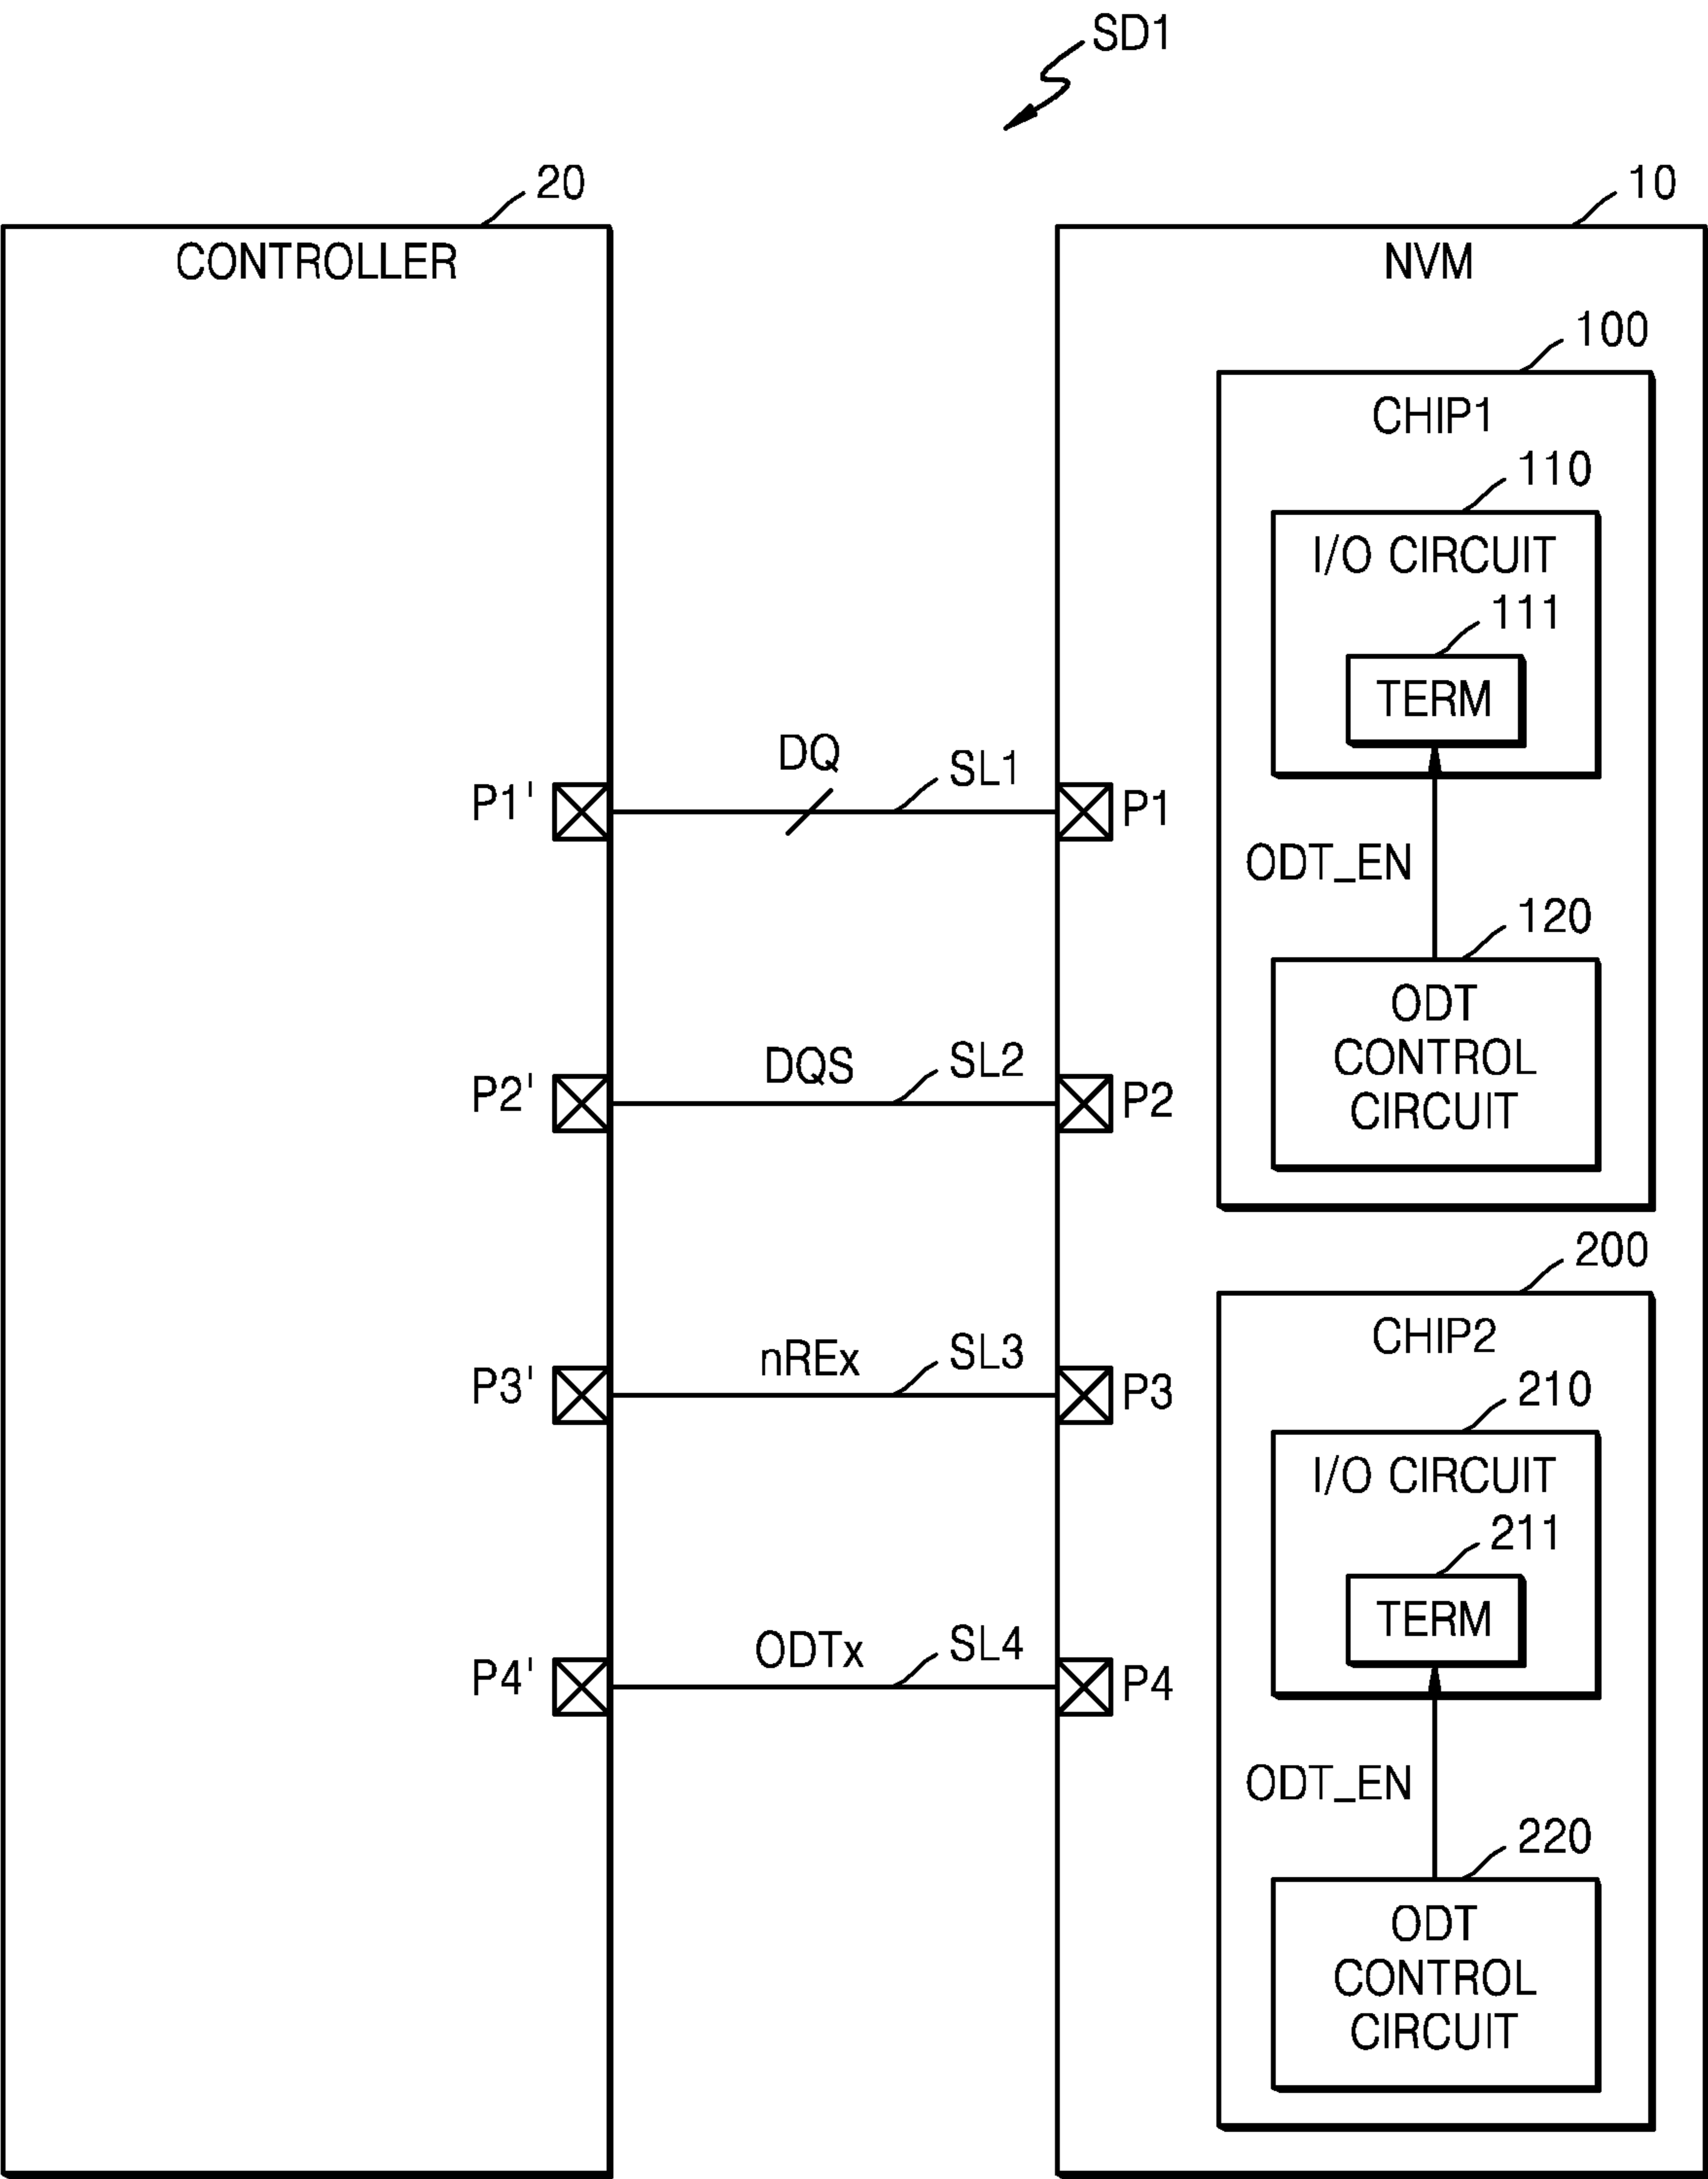 SD1
20
CONTROLLER
10
NVM
100
CHIP1
110
I/O CIRCUIT
111
TERM
ODT_EN
120
ODT
CONTROL
CIRCUIT
P1' DQ SL1 P1
P2' DQS SL2 P2
P3' nREx SL3 P3
P4' ODTx SL4 P4
200
CHIP2
210
I/O CIRCUIT
211
TERM
ODT_EN
220
ODT
CONTROL
CIRCUIT